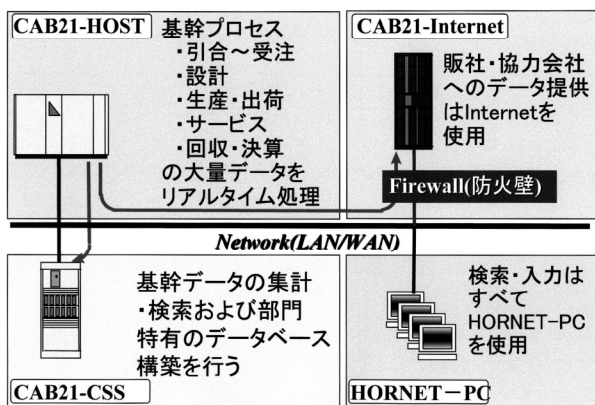 CAB21-HOST
基幹プロセス
・引合～受注
・設計
・生産・出荷
・サービス
・回収・決算
の大量データを
リアルタイム処理
CAB21-Internet
販社・協力会社
へのデータ提供
はInternetを
使用
Firewall(防火壁)
Network(LAN/WAN)
基幹データの集計
・検索および部門
特有のデータベース
構築を行う
CAB21-CSS
検索・入力は
すべて
HORNET-PC
を使用
HORNET－PC